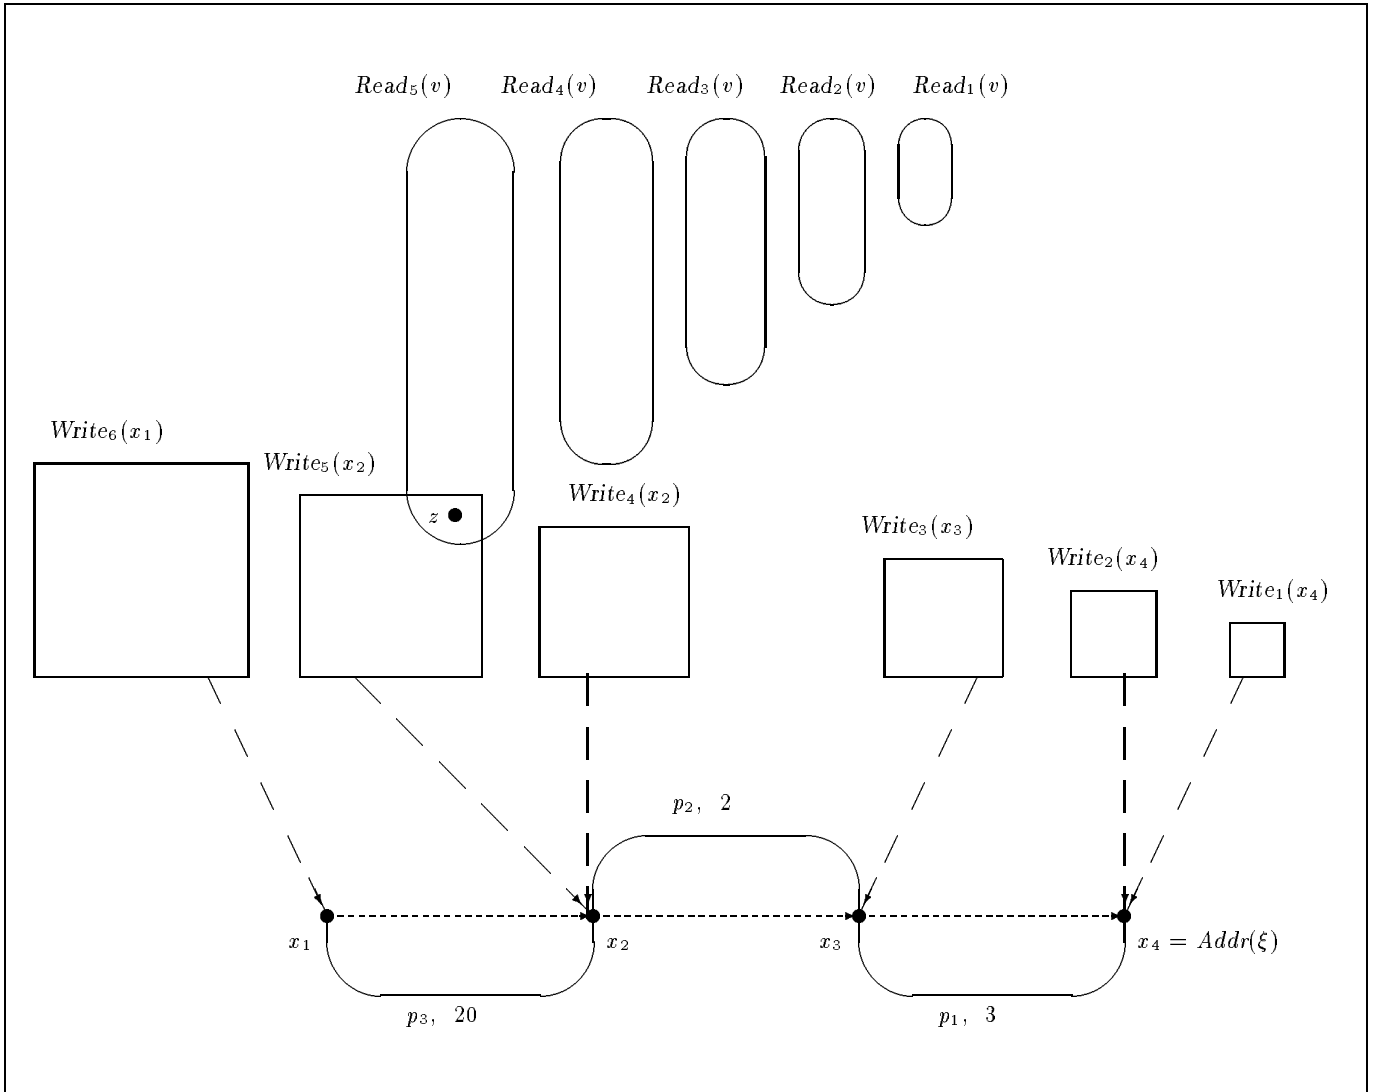 Read₅(v) Read₄(v) Read₃(v) Read₂(v) Read₁(v)
Write₆(x₁)
Write₅(x₂)
Write₄(x₂)
z
Write₃(x₃)
Write₂(x₄)
Write₁(x₄)
p₂, 2
x₁ x₂ x₃ x₄ = Addr(ξ)
p₃, 20 p₁, 3